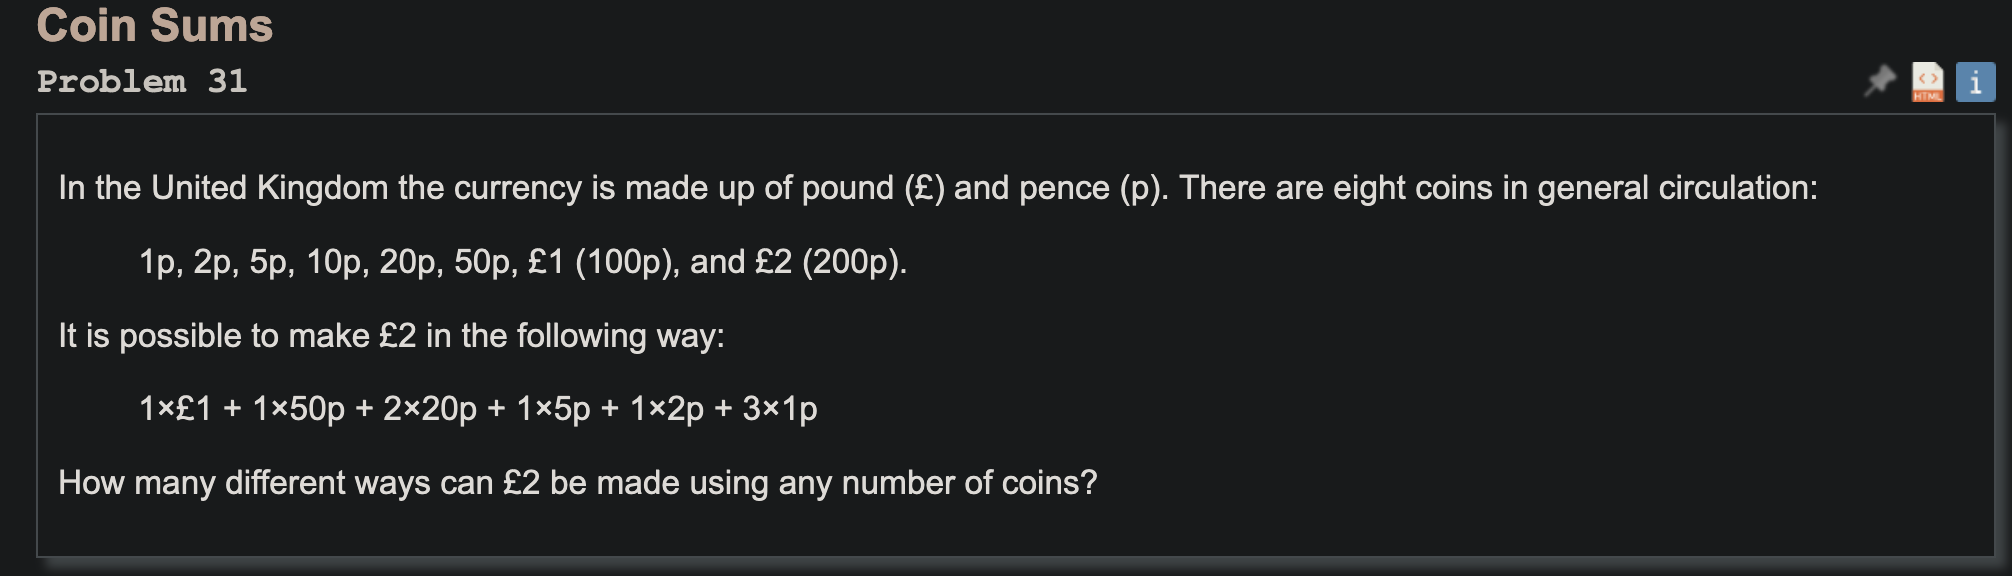 Coin Sums
Problem 31
HTML
i
In the United Kingdom the currency is made up of pound (£) and pence (p). There are eight coins in general circulation:
1p, 2p, 5p, 10p, 20p, 50p, £1 (100p), and £2 (200p).
It is possible to make £2 in the following way:
1×£1 + 1×50p + 2×20p + 1×5p + 1×2p + 3×1p
How many different ways can £2 be made using any number of coins?